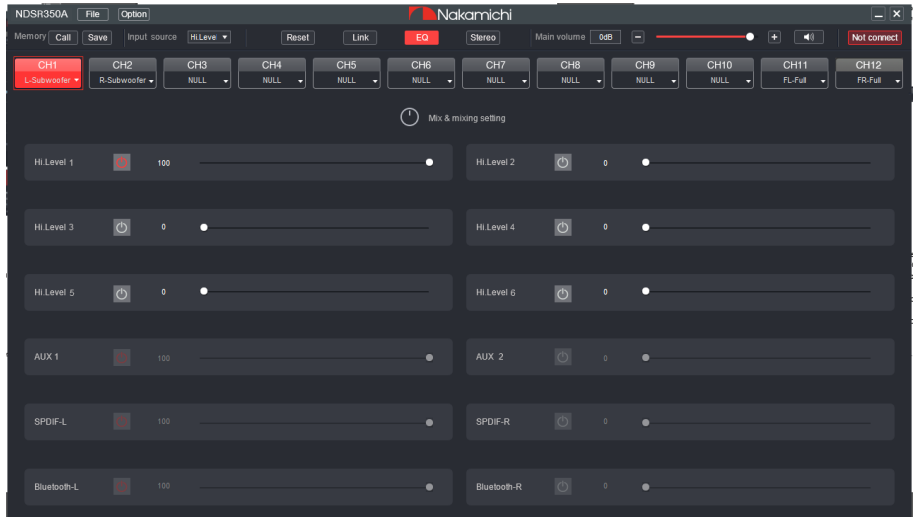 NDSR350A File Option Nakamichi
Memory Call Save Input source Hi.Level Reset Link EQ Stereo Main volume 0dB Not connect
CH1 CH2 CH3 CH4 CH5 CH6 CH7 CH8 CH9 CH10 CH11 CH12
L-Subwoofer R-Subwoofer NULL NULL NULL NULL NULL NULL NULL NULL FL-Full FR-Full
Mix & mixing setting
Hi.Level 1 100 Hi.Level 2 0
Hi.Level 3 0 Hi.Level 4 0
Hi.Level 5 0 Hi.Level 6 0
AUX 1 100 AUX 2 0
SPDIF-L 100 SPDIF-R 0
Bluetooth-L 100 Bluetooth-R 0